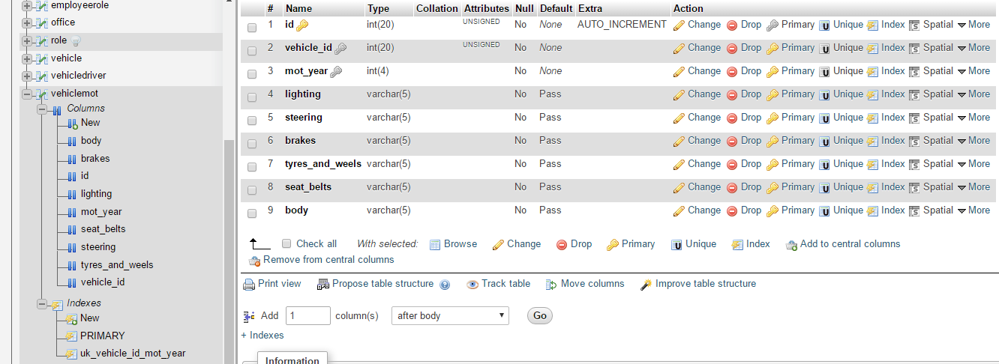 employeerole
office
role
vehicle
vehicledriver
vehiclemot
Columns
New
body
brakes
id
lighting
mot_year
seat_belts
steering
tyres_and_weels
vehicle_id
Indexes
New
PRIMARY
uk_vehicle_id_mot_year
# Name Type Collation Attributes Null Default Extra Action
1 id int(20) UNSIGNED No None AUTO_INCREMENT Change Drop Primary Unique Index Spatial More
2 vehicle_id int(20) UNSIGNED No None Change Drop Primary Unique Index Spatial More
3 mot_year int(4) No None Change Drop Primary Unique Index Spatial More
4 lighting varchar(5) No Pass Change Drop Primary Unique Index Spatial More
5 steering varchar(5) No Pass Change Drop Primary Unique Index Spatial More
6 brakes varchar(5) No Pass Change Drop Primary Unique Index Spatial More
7 tyres_and_weels varchar(5) No Pass Change Drop Primary Unique Index Spatial More
8 seat_belts varchar(5) No Pass Change Drop Primary Unique Index Spatial More
9 body varchar(5) No Pass Change Drop Primary Unique Index Spatial More
Check all With selected: Browse Change Drop Primary Unique Index Add to central columns
Remove from central columns
Print view Propose table structure Track table Move columns Improve table structure
Add 1 column(s) after body Go
+ Indexes
Information